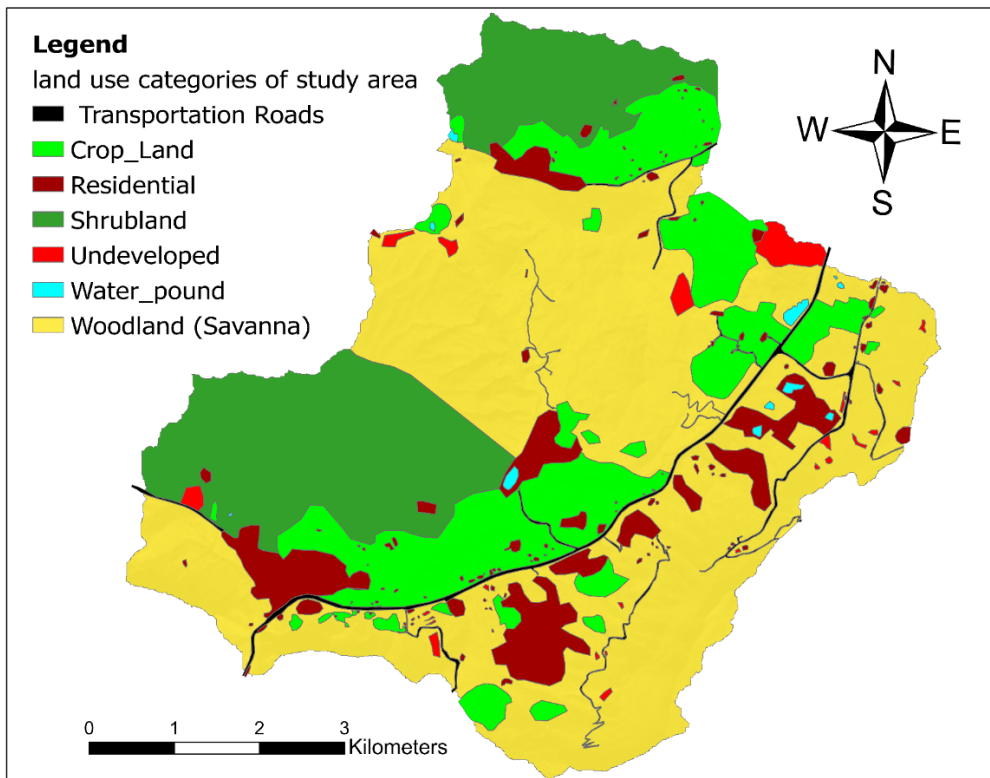 Legend
land use categories of study area
Transportation Roads
Crop_Land
Residential
Shrubland
Undeveloped
Water_pound
Woodland (Savanna)
N
W E
S
0 1 2 3
Kilometers